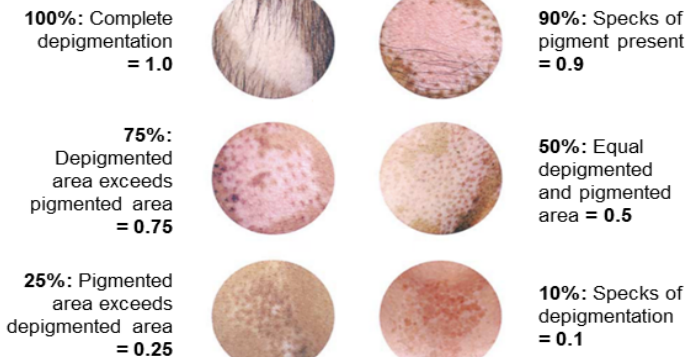 100%: Complete
depigmentation
= 1.0
90%: Specks of
pigment present
= 0.9
75%:
Depigmented
area exceeds
pigmented area
= 0.75
50%: Equal
depigmented
and pigmented
area = 0.5
25%: Pigmented
area exceeds
depigmented area
= 0.25
10%: Specks of
depigmentation
= 0.1